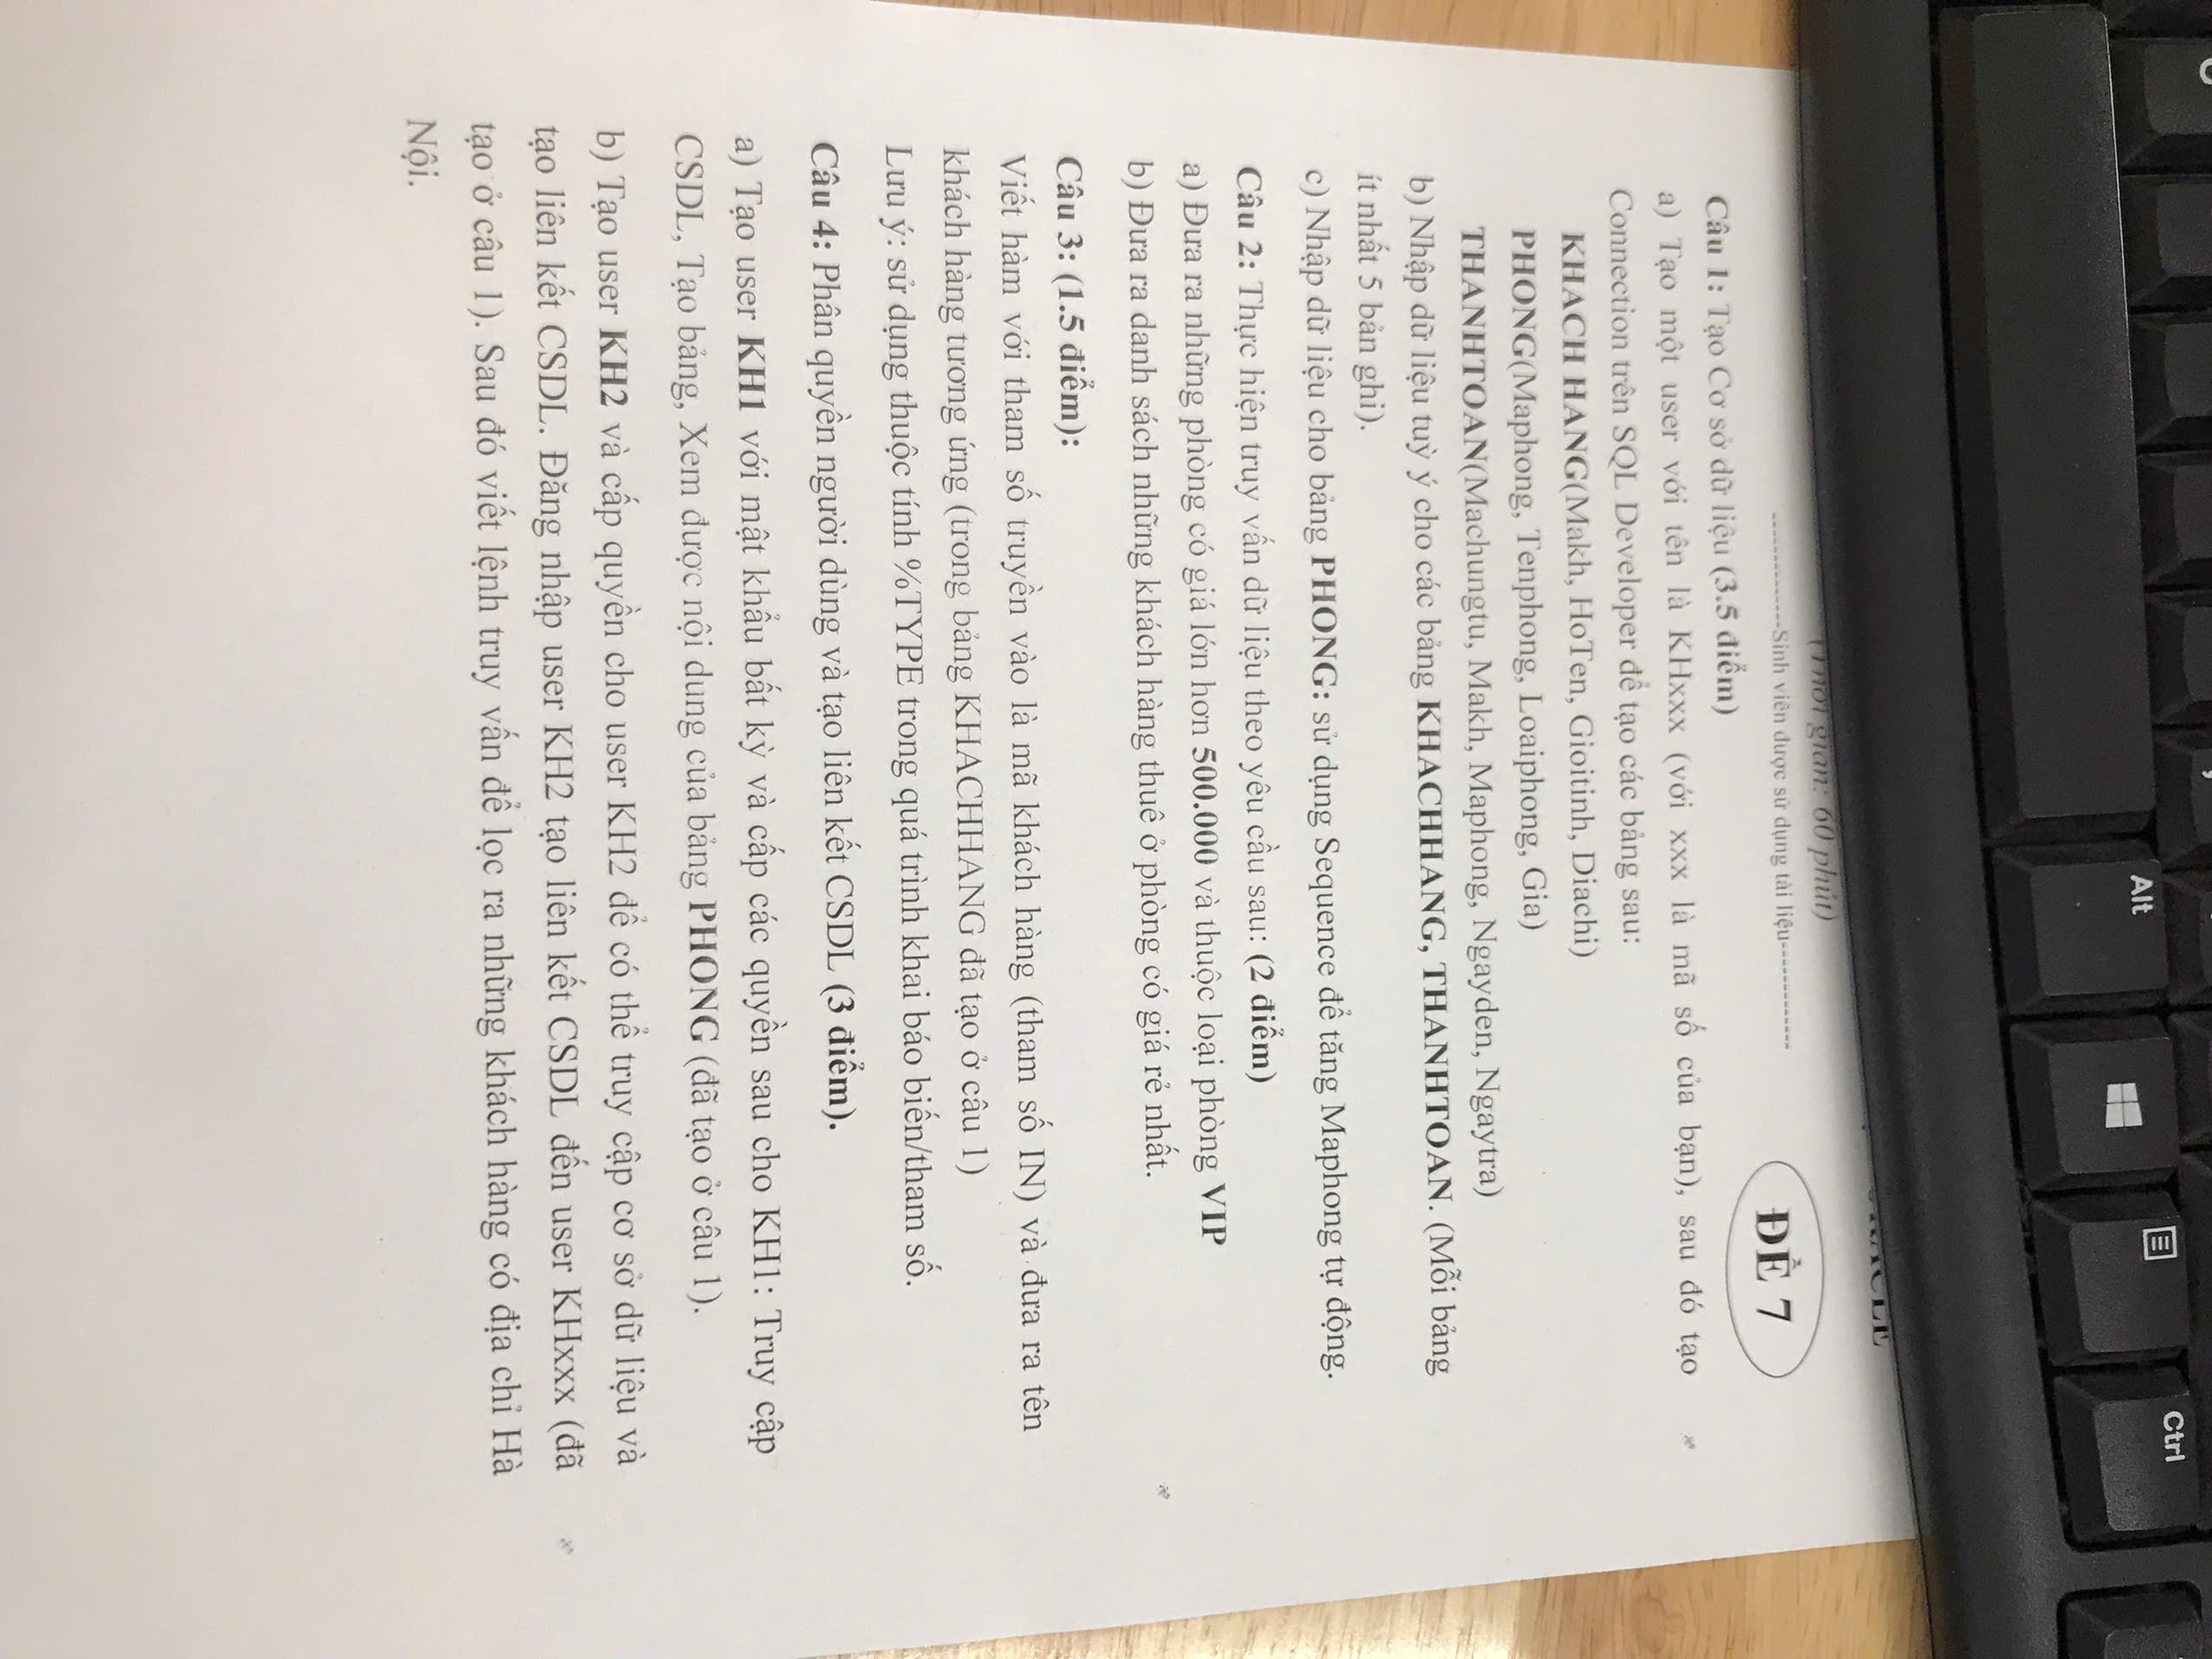 Alt
Ctrl
ORACLE
(Thời gian: 60 phút)
--------------Sinh viên được sử dụng tài liệu-------------
ĐỀ 7
Câu 1: Tạo Cơ sở dữ liệu (3.5 điểm)
a) Tạo một user với tên là KHxxx (với xxx là mã số của bạn), sau đó tạo
Connection trên SQL Developer để tạo các bảng sau:
KHACH HANG(Makh, HoTen, Gioitinh, Diachi)
PHONG(Maphong, Tenphong, Loaiphong, Gia)
THANHTOAN(Machungtu, Makh, Maphong, Ngayden, Ngaytra)
b) Nhập dữ liệu tuỳ ý cho các bảng KHACHHANG, THANHTOAN. (Mỗi bảng
ít nhất 5 bản ghi).
c) Nhập dữ liệu cho bảng PHONG: sử dụng Sequence để tăng Maphong tự động.
Câu 2: Thực hiện truy vấn dữ liệu theo yêu cầu sau: (2 điểm)
a) Đưa ra những phòng có giá lớn hơn 500.000 và thuộc loại phòng VIP
b) Đưa ra danh sách những khách hàng thuê ở phòng có giá rẻ nhất.
Câu 3: (1.5 điểm):
Viết hàm với tham số truyền vào là mã khách hàng (tham số IN) và đưa ra tên
khách hàng tương ứng (trong bảng KHACHHANG đã tạo ở câu 1)
Lưu ý: sử dụng thuộc tính %TYPE trong quá trình khai báo biến/tham số.
Câu 4: Phân quyền người dùng và tạo liên kết CSDL (3 điểm).
a) Tạo user KH1 với mật khẩu bất kỳ và cấp các quyền sau cho KH1: Truy cập
CSDL, Tạo bảng, Xem được nội dung của bảng PHONG (đã tạo ở câu 1).
b) Tạo user KH2 và cấp quyền cho user KH2 để có thể truy cập cơ sở dữ liệu và
tạo liên kết CSDL. Đăng nhập user KH2 tạo liên kết CSDL đến user KHxxx (đã
tạo ở câu 1). Sau đó viết lệnh truy vấn để lọc ra những khách hàng có địa chỉ Hà
Nội.